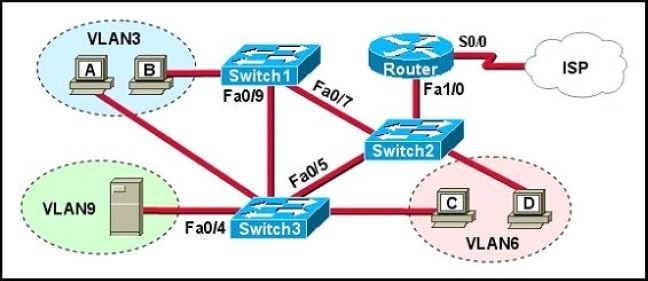 VLAN3
A
B
Switch1
Fa0/9
Fa0/7
Router
S0/0
ISP
Fa1/0
Switch2
Fa0/5
VLAN9
Fa0/4
Switch3
C
D
VLAN6